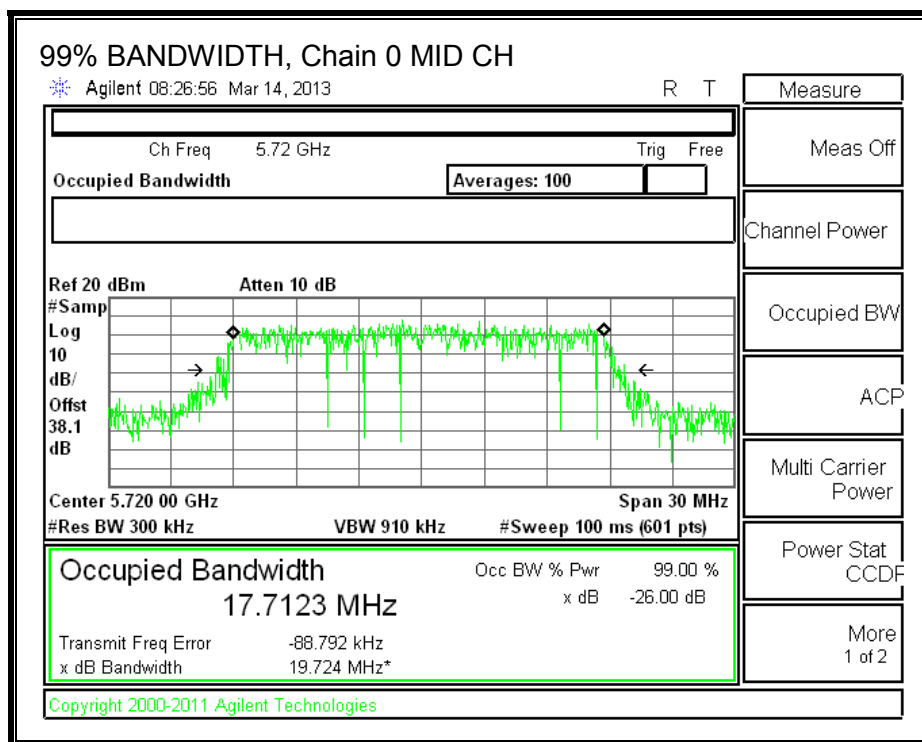 99% BANDWIDTH, Chain 0 MID CH
Agilent 08:26:56 Mar 14, 2013 R T
Measure
Ch Freq 5.72 GHz Trig Free
Occupied Bandwidth Averages: 100
Ref 20 dBm Atten 10 dB
#Samp
Log
10
dB/
Offst
38.1
dB
Center 5.720 00 GHz Span 30 MHz
#Res BW 300 kHz VBW 910 kHz #Sweep 100 ms (601 pts)
Occupied Bandwidth Occ BW % Pwr 99.00 %
17.7123 MHz x dB -26.00 dB
Transmit Freq Error -88.792 kHz
x dB Bandwidth 19.724 MHz*
Meas Off
Channel Power
Occupied BW
ACP
Multi Carrier
Power
Power Stat
CCDF
More
1 of 2
Copyright 2000-2011 Agilent Technologies